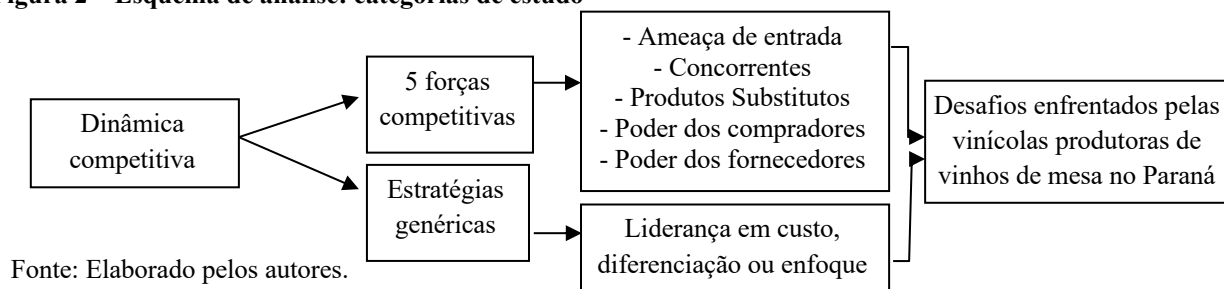 Figura 2 – Esquema de análise: categorias de estudo
Dinâmica
competitiva
5 forças
competitivas
Estratégias
genéricas
- Ameaça de entrada
- Concorrentes
- Produtos Substitutos
- Poder dos compradores
- Poder dos fornecedores
Liderança em custo,
diferenciação ou enfoque
Desafios enfrentados pelas
vinícolas produtoras de
vinhos de mesa no Paraná
Fonte: Elaborado pelos autores.